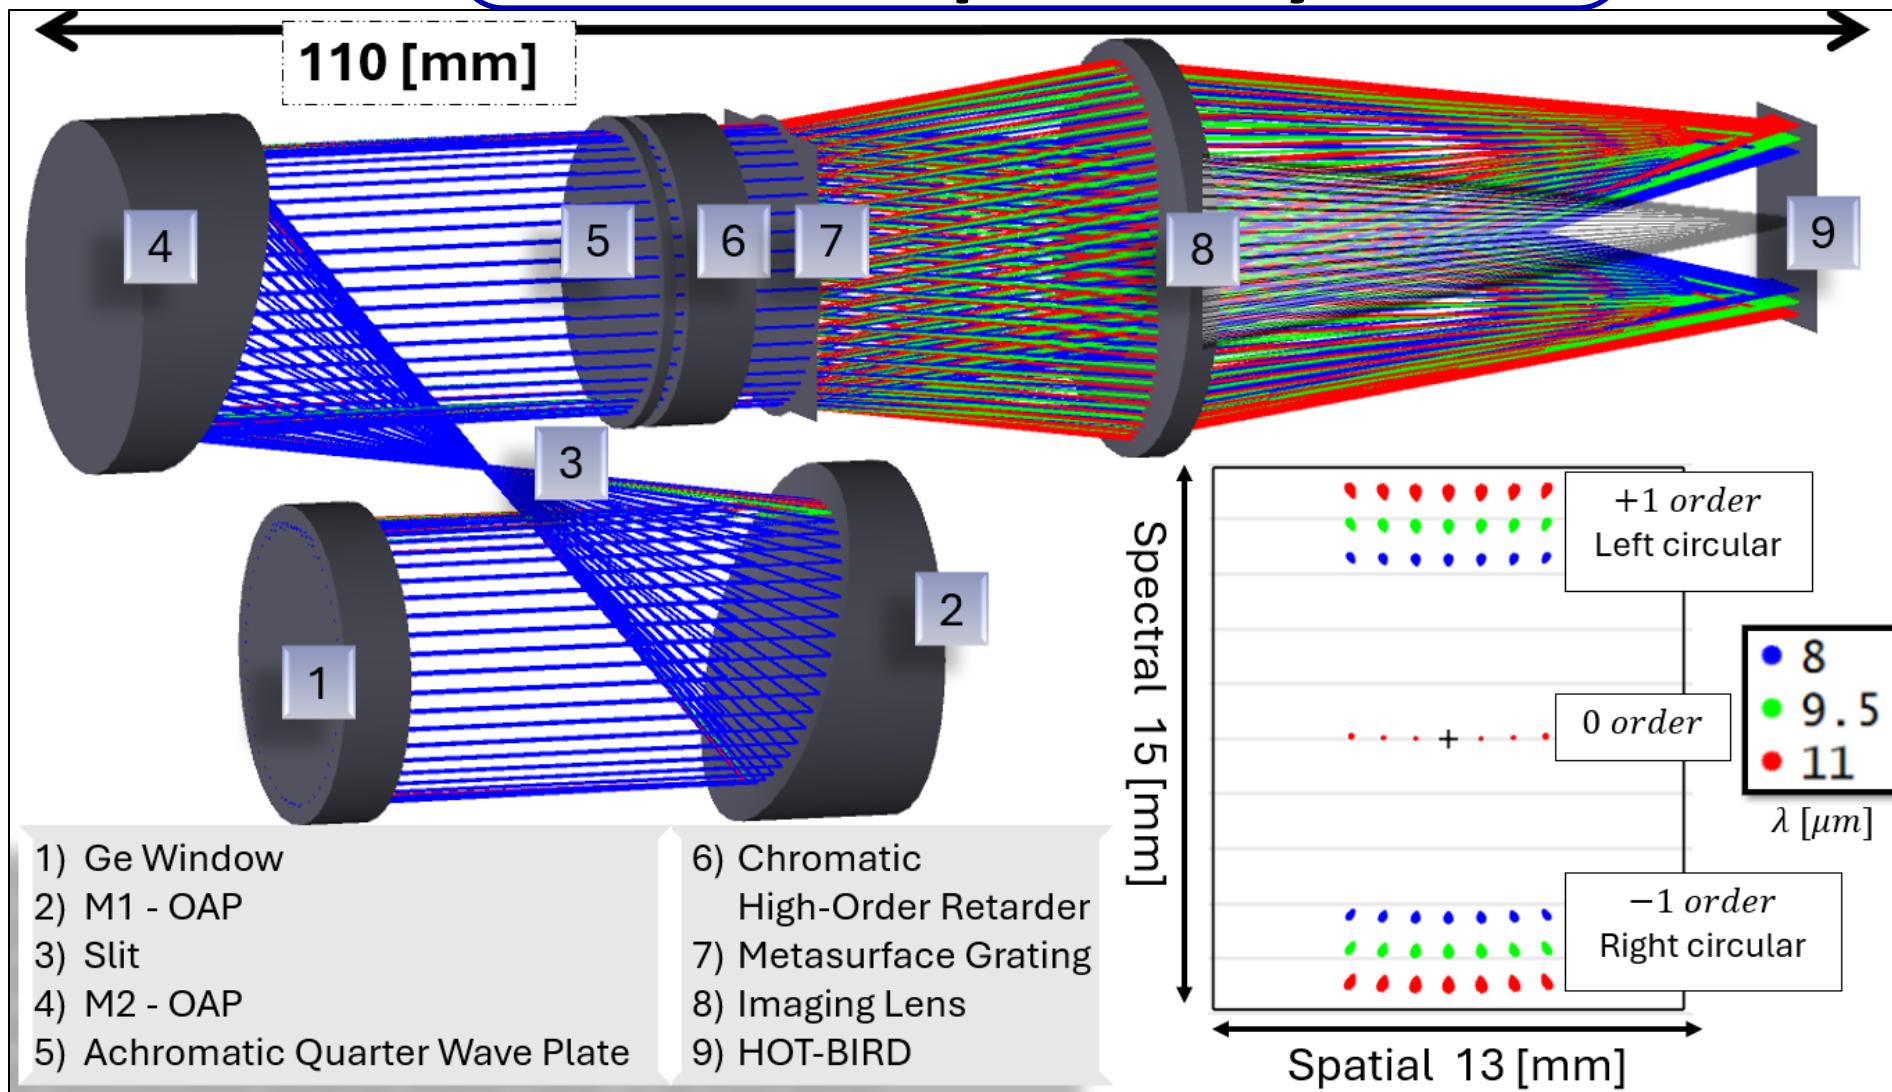 110 [mm]
4
5
6
7
8
9
3
2
1
1) Ge Window
2) M1 - OAP
3) Slit
4) M2 - OAP
5) Achromatic Quarter Wave Plate
6) Chromatic
High-Order Retarder
7) Metasurface Grating
8) Imaging Lens
9) HOT-BIRD
Spectral 15 [mm]
+1 order
Left circular
0 order
−1 order
Right circular
8
9.5
11
λ [μm]
Spatial 13 [mm]